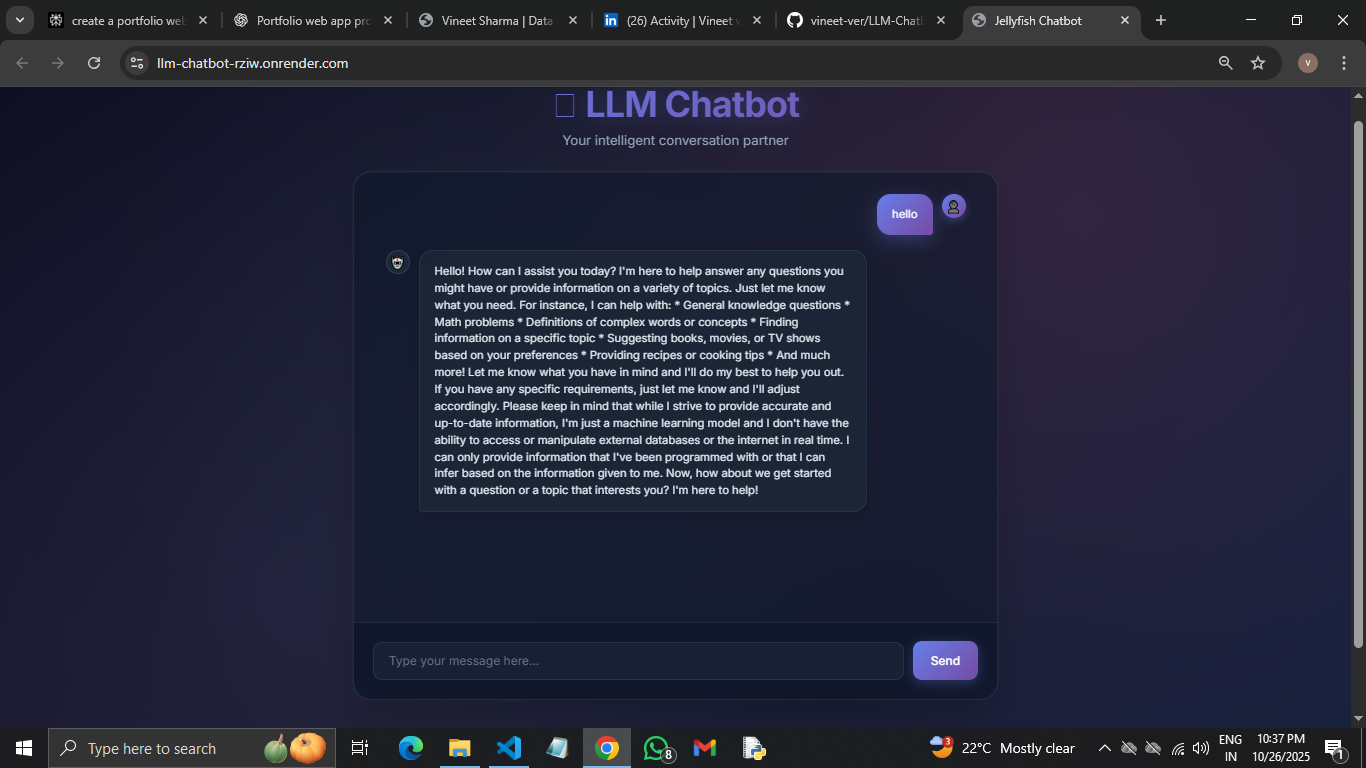 create a portfolio web
Portfolio web app pro
Vineet Sharma | Data
(26) Activity | Vineet v
vineet-ver/LLM-Chatb
Jellyfish Chatbot
llm-chatbot-rziw.onrender.com
v
LLM Chatbot
Your intelligent conversation partner
hello
Hello! How can I assist you today? I'm here to help answer any questions you
might have or provide information on a variety of topics. Just let me know
what you need. For instance, I can help with: * General knowledge questions *
Math problems * Definitions of complex words or concepts * Finding
information on a specific topic * Suggesting books, movies, or TV shows
based on your preferences * Providing recipes or cooking tips * And much
more! Let me know what you have in mind and I'll do my best to help you out.
If you have any specific requirements, just let me know and I'll adjust
accordingly. Please keep in mind that while I strive to provide accurate and
up-to-date information, I'm just a machine learning model and I don't have the
ability to access or manipulate external databases or the internet in real time. I
can only provide information that I've been programmed with or that I can
infer based on the information given to me. Now, how about we get started
with a question or a topic that interests you? I'm here to help!
Type your message here...
Send
Type here to search
8
3
22°C Mostly clear
ENG
IN
10:37 PM
10/26/2025
1